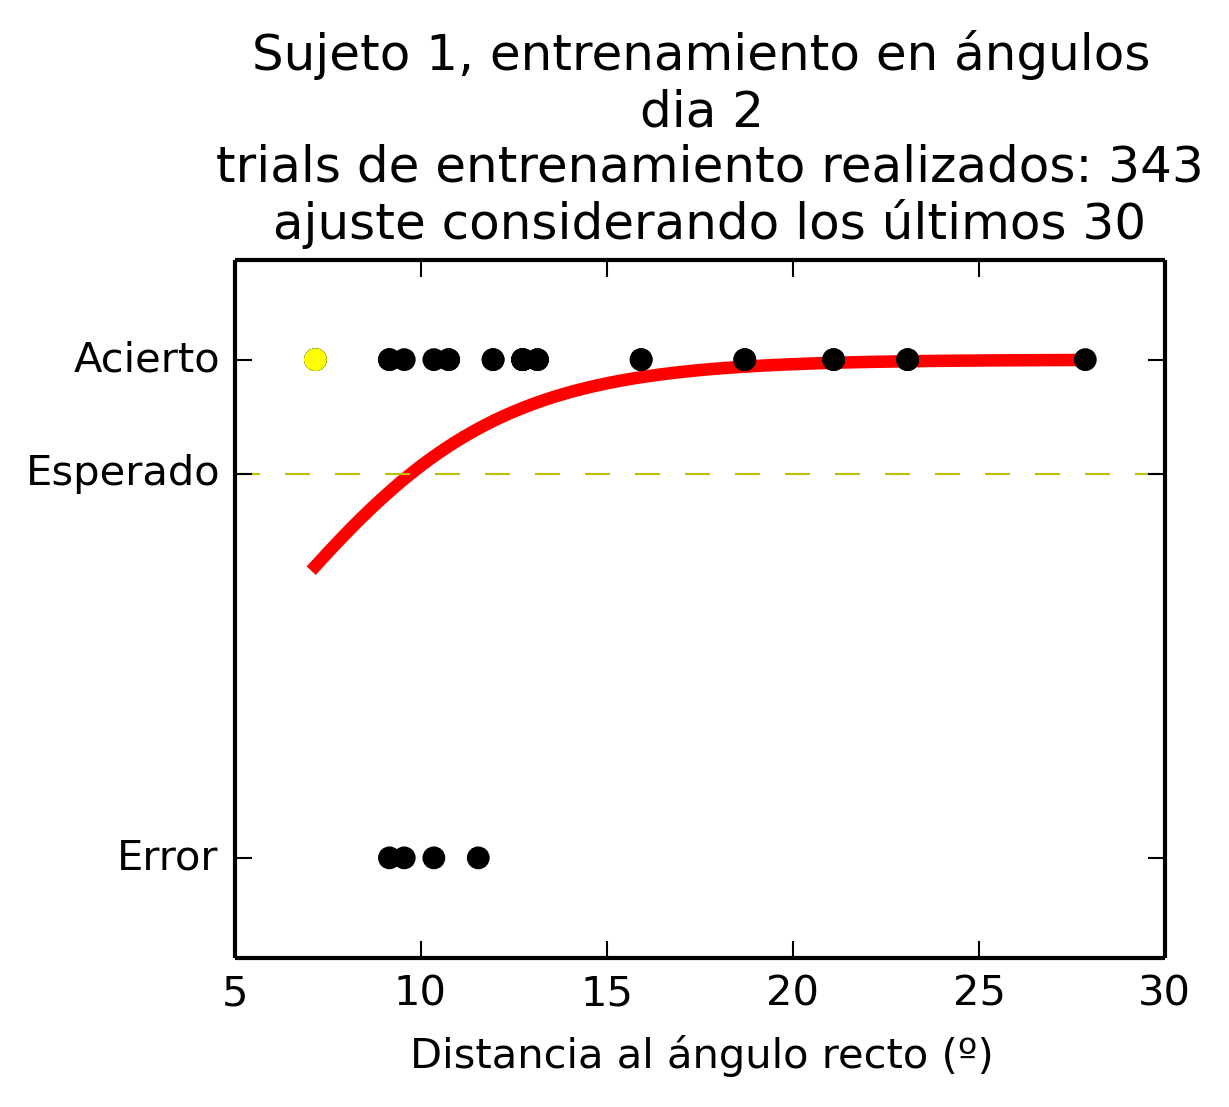 Sujeto 1, entrenamiento en ángulos
dia 2
trials de entrenamiento realizados: 343
ajuste considerando los últimos 30
Acierto
Esperado
Error
5 10 15 20 25 30
Distancia al ángulo recto (º)